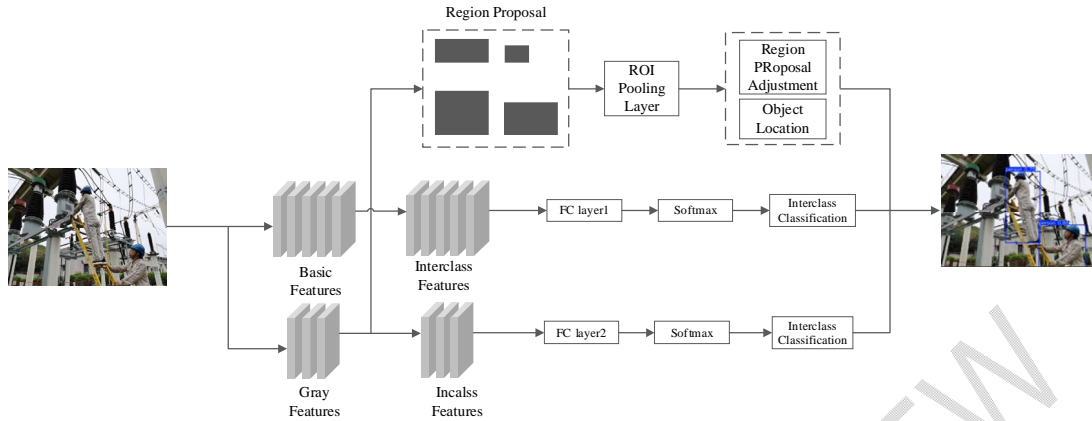 Region Proposal
ROI
Pooling
Layer
Region
PRoposal
Adjustment
Object
Location
Basic
Features
Interclass
Features
FC layer1
Softmax
Interclass
Classification
Gray
Features
Incalss
Features
FC layer2
Softmax
Interclass
Classification
EW